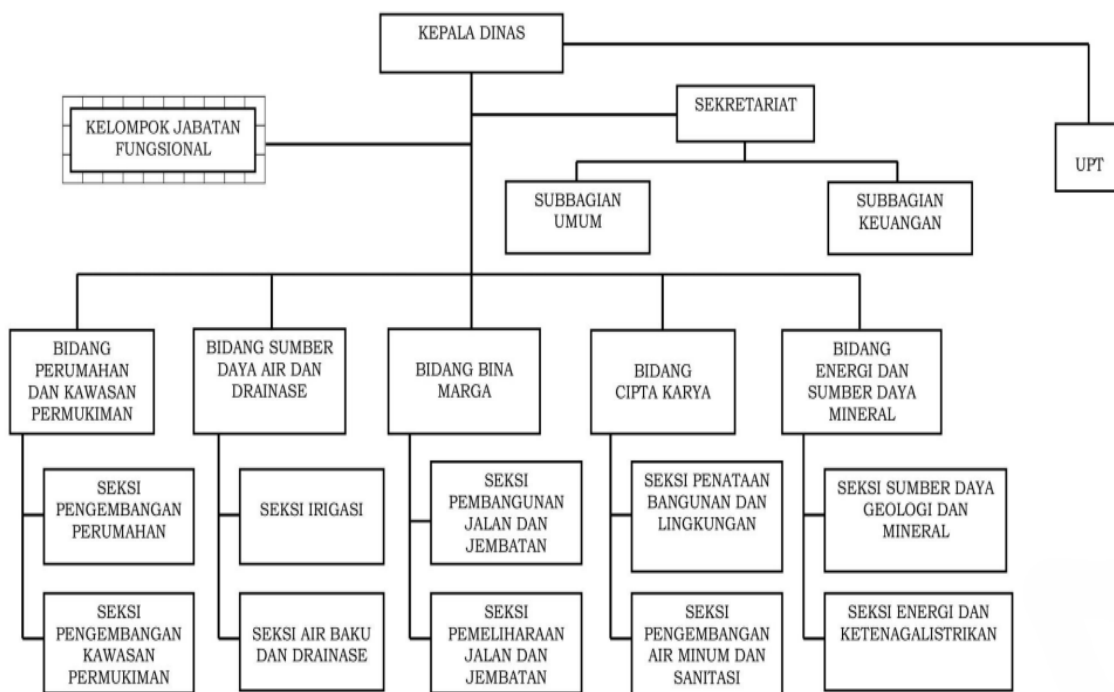 KEPALA DINAS
SEKRETARIAT
KELOMPOK JABATAN
FUNGSIONAL
UPT
SUBBAGIAN
UMUM
SUBBAGIAN
KEUANGAN
BIDANG
PERUMAHAN
DAN KAWASAN
PERMUKIMAN
BIDANG SUMBER
DAYA AIR DAN
DRAINASE
BIDANG BINA
MARGA
BIDANG
CIPTA KARYA
BIDANG
ENERGI DAN
SUMBER DAYA
MINERAL
SEKSI
PENGEMBANGAN
PERUMAHAN
SEKSI IRIGASI
SEKSI
PEMBANGUNAN
JALAN DAN
JEMBATAN
SEKSI PENATAAN
BANGUNAN DAN
LINGKUNGAN
SEKSI SUMBER DAYA
GEOLOGI DAN
MINERAL
SEKSI
PENGEMBANGAN
KAWASAN
PERMUKIMAN
SEKSI AIR BAKU
DAN DRAINASE
SEKSI
PEMELIHARAAN
JALAN DAN
JEMBATAN
SEKSI
PENGEMBANGAN
AIR MINUM DAN
SANITASI
SEKSI ENERGI DAN
KETENAGALISTRIKAN